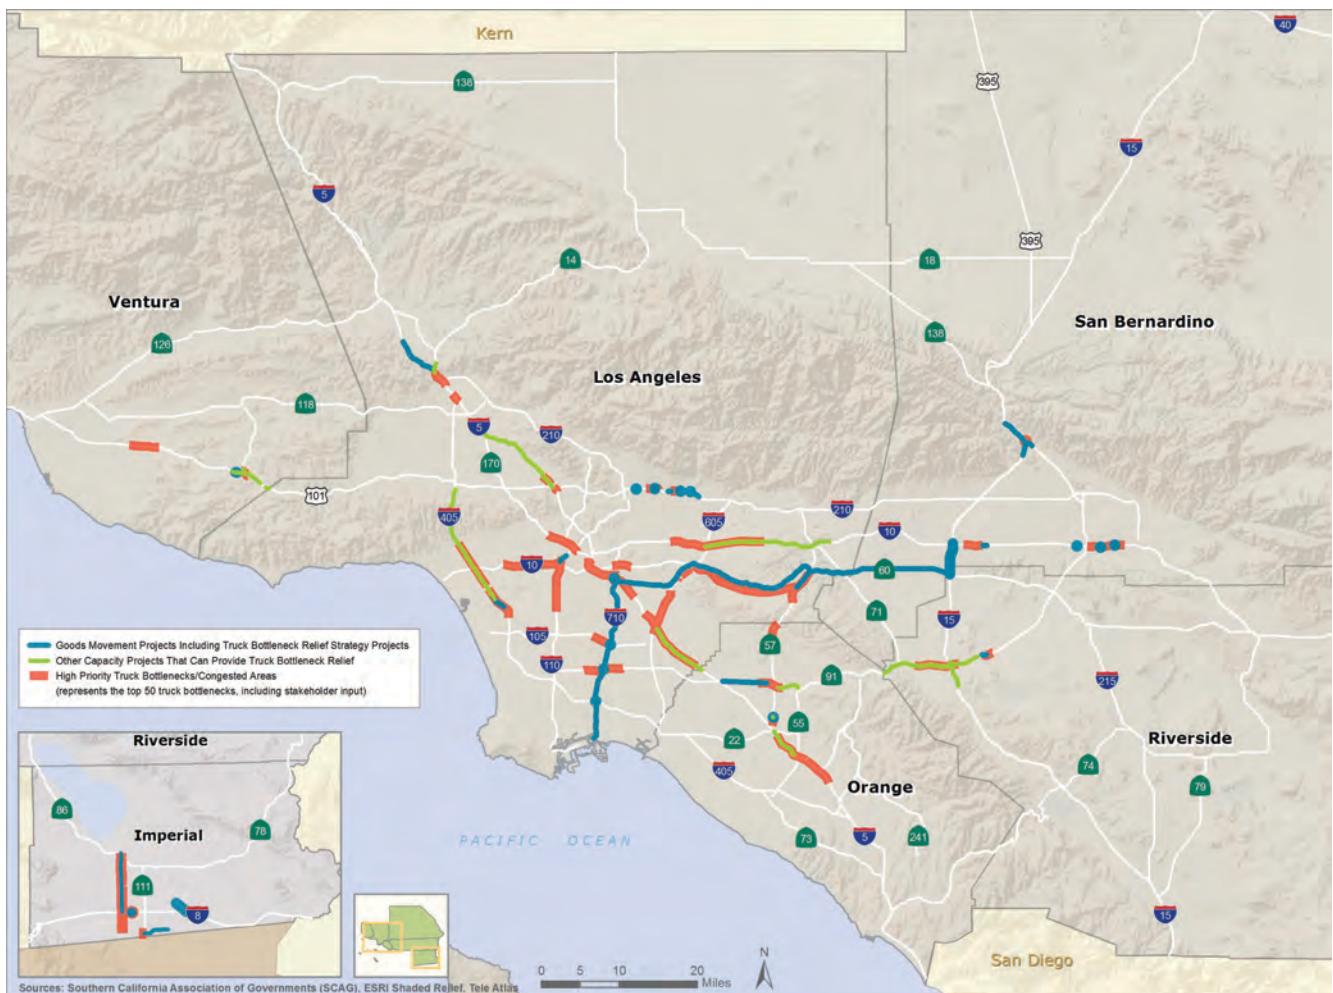 Kern
40
138
395
15
5
395
14
18
Ventura
San Bernardino
126
138
Los Angeles
118
5
210
170
101
405
605
210
10
10
60
710
71
15
105
57
110
91
215
55
22
405
Riverside
74
79
Orange
73
5
241
15
PACIFIC OCEAN
San Diego
Goods Movement Projects Including Truck Bottleneck Relief Strategy Projects
Other Capacity Projects That Can Provide Truck Bottleneck Relief
High Priority Truck Bottlenecks/Congested Areas
(represents the top 50 truck bottlenecks, including stakeholder input)
Riverside
86
Imperial
78
111
8
N
0 5 10 20
Miles
Sources: Southern California Association of Governments (SCAG), ESRI Shaded Relief, Tele Atlas